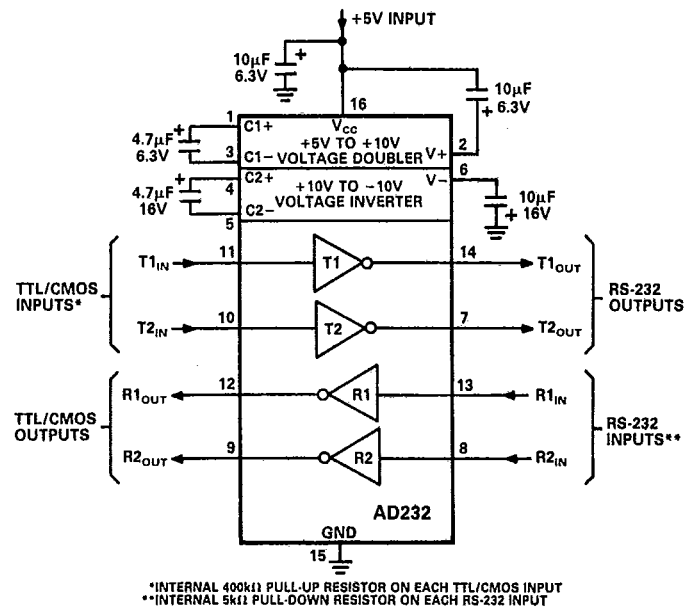 +5V INPUT
10µF
6.3V
+
10µF
6.3V
+
16
VCC
1
C1+
4.7µF
6.3V
+
3
C1−
+5V TO +10V
VOLTAGE DOUBLER
V+
2
C2+
4
4.7µF
16V
+
C2−
5
+10V TO −10V
VOLTAGE INVERTER
V−
6
10µF
16V
+
TTL/CMOS
INPUTS*
T1IN
11
T1
14
T1OUT
T2IN
10
T2
7
T2OUT
RS-232
OUTPUTS
TTL/CMOS
OUTPUTS
R1OUT
12
R1
13
R1IN
R2OUT
9
R2
8
R2IN
RS-232
INPUTS**
AD232
GND
15
*INTERNAL 400kΩ PULL-UP RESISTOR ON EACH TTL/CMOS INPUT
**INTERNAL 5kΩ PULL-DOWN RESISTOR ON EACH RS-232 INPUT